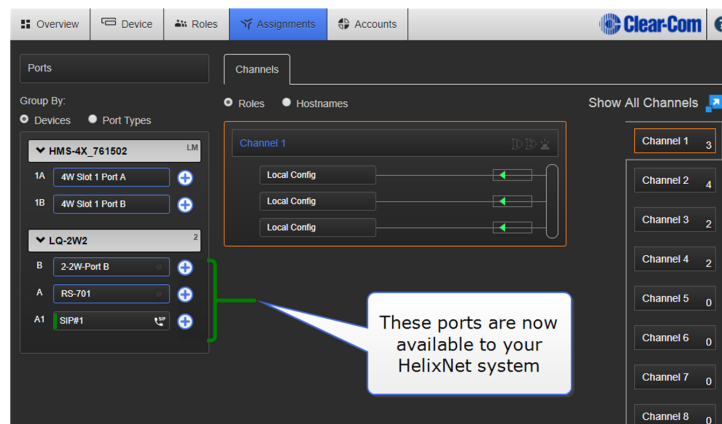 Overview
Device
Roles
Assignments
Accounts
Clear-Com
Ports
Channels
Group By:
Devices
Port Types
Roles
Hostnames
Show All Channels
HMS-4X_761502
LM
1A
4W Slot 1 Port A
1B
4W Slot 1 Port B
LQ-2W2
2
B
2-2W-Port B
A
RS-701
A1
SIP#1
SIP
Channel 1
Local Config
Local Config
Local Config
Channel 1 3
Channel 2 4
Channel 3 2
Channel 4 2
Channel 5 0
Channel 6 0
Channel 7 0
Channel 8 0
These ports are now
available to your
HelixNet system